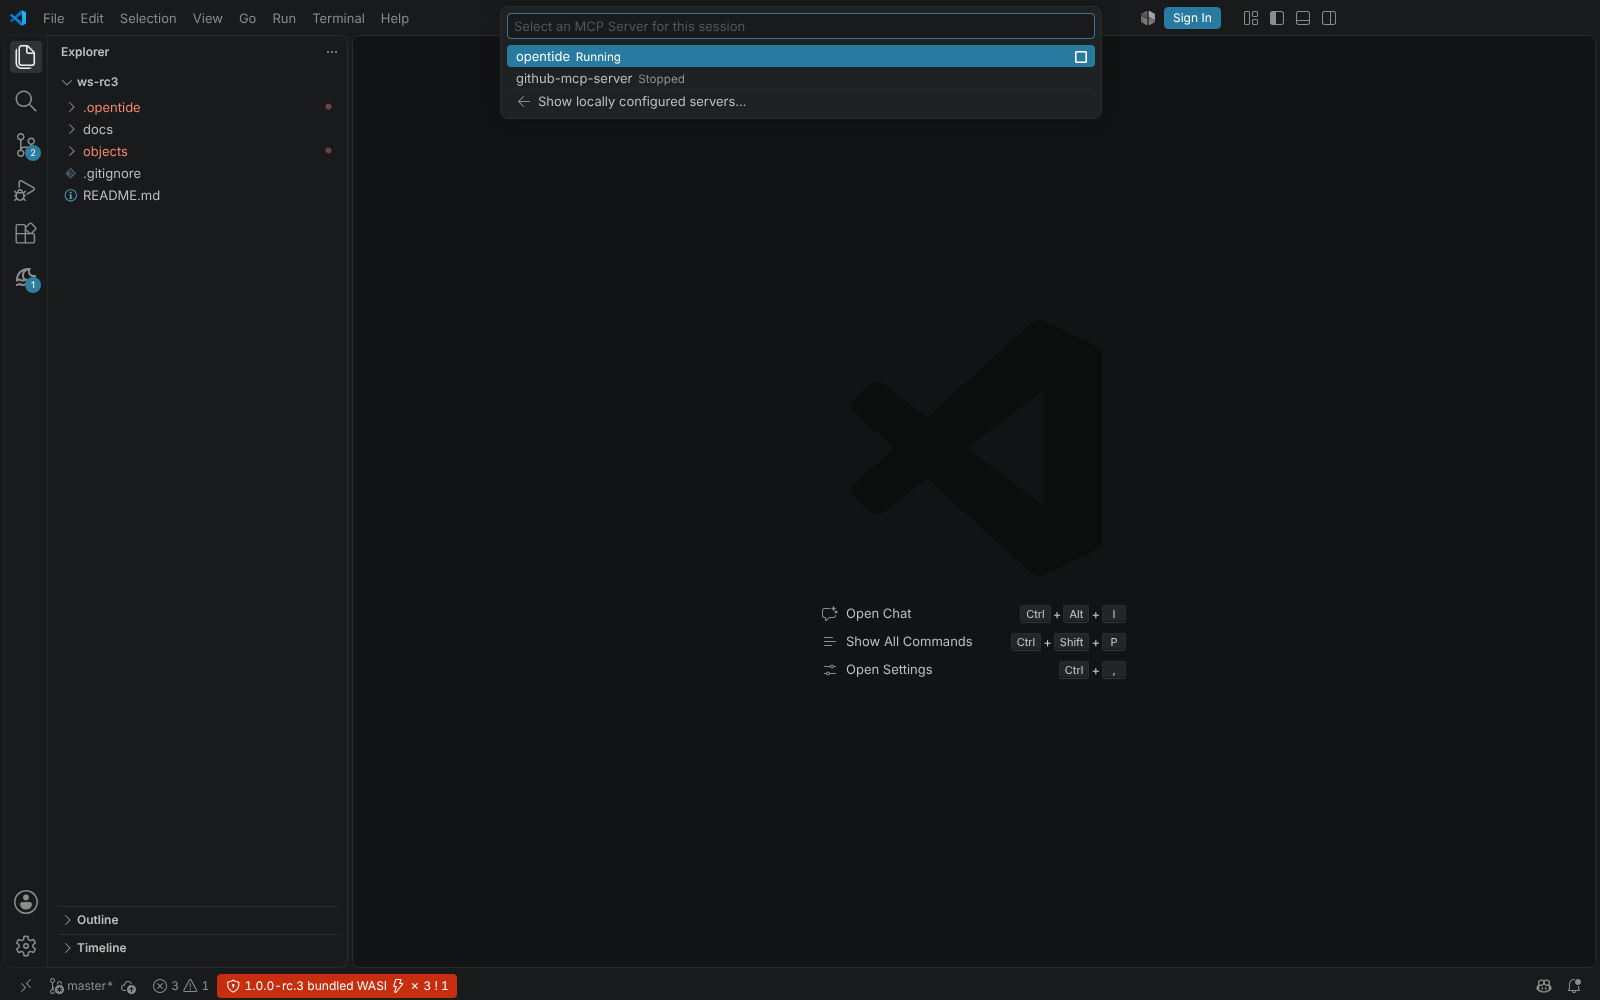 File Edit Selection View Go Run Terminal Help
Select an MCP Server for this session
opentide Running
github-mcp-server Stopped
Show locally configured servers...
Sign In
Explorer
ws-rc3
.opentide
docs
objects
.gitignore
README.md
2
1
Open Chat Ctrl + Alt + I
Show All Commands Ctrl + Shift + P
Open Settings Ctrl + ,
Outline
Timeline
master* 3 1 1.0.0-rc.3 bundled WASI × 3 ! 1